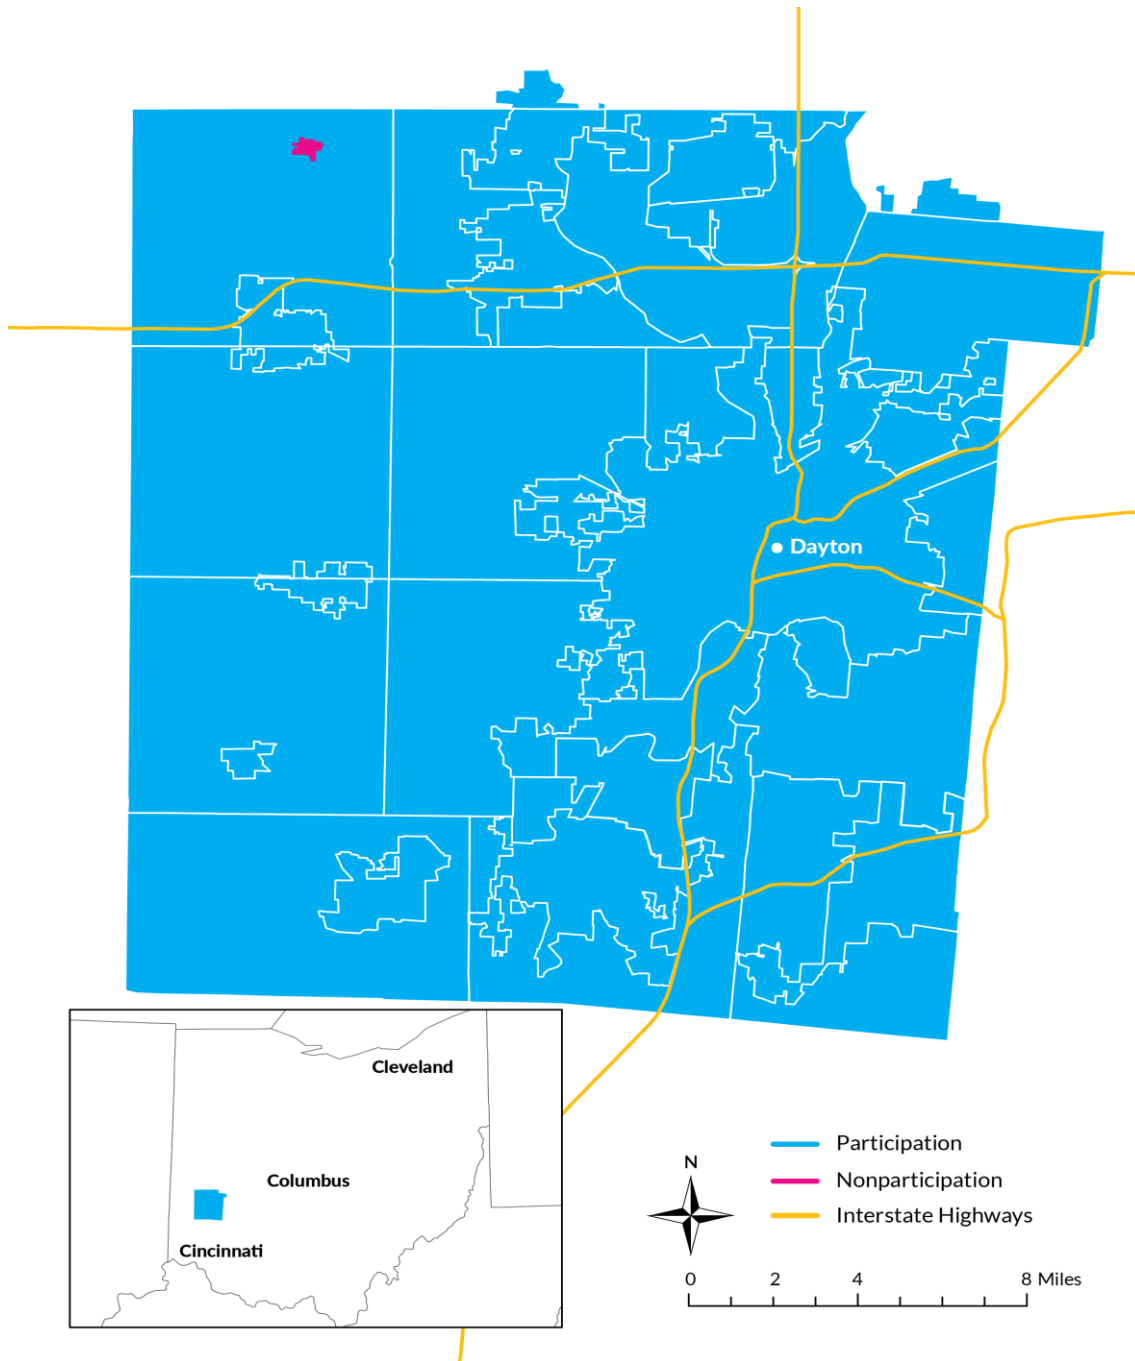 Dayton
Cleveland
Columbus
Cincinnati
N
Participation
Nonparticipation
Interstate Highways
0 2 4 8 Miles